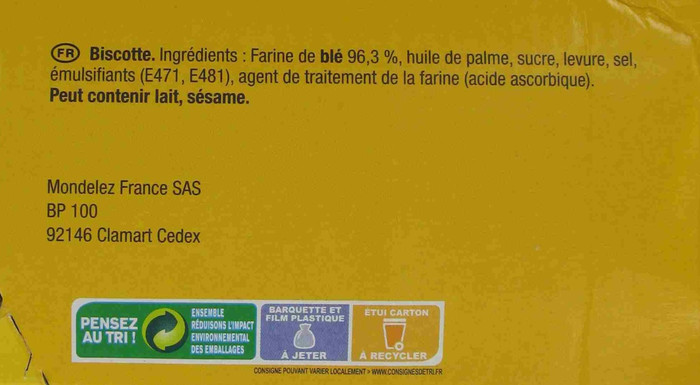 FR Biscotte. Ingrédients : Farine de blé 96,3 %, huile de palme, sucre, levure, sel,
émulsifiants (E471, E481), agent de traitement de la farine (acide ascorbique).
Peut contenir lait, sésame.
Mondelez France SAS
BP 100
92146 Clamart Cedex
PENSEZ
AU TRI !
ENSEMBLE
RÉDUISONS L'IMPACT
ENVIRONNEMENTAL
DES EMBALLAGES
BARQUETTE ET
FILM PLASTIQUE
À JETER
ÉTUI CARTON
À RECYCLER
CONSIGNE POUVANT VARIER LOCALEMENT > WWW.CONSIGNESDETRI.FR